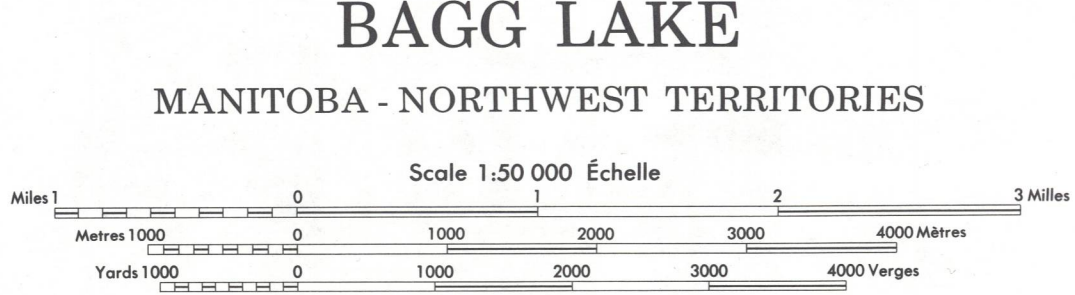 BAGG LAKE
MANITOBA - NORTHWEST TERRITORIES
Scale 1:50 000 Échelle
Miles 1 0 1 2 3 Milles
Metres 1000 0 1000 2000 3000 4000 Mètres
Yards 1000 0 1000 2000 3000 4000 Verges